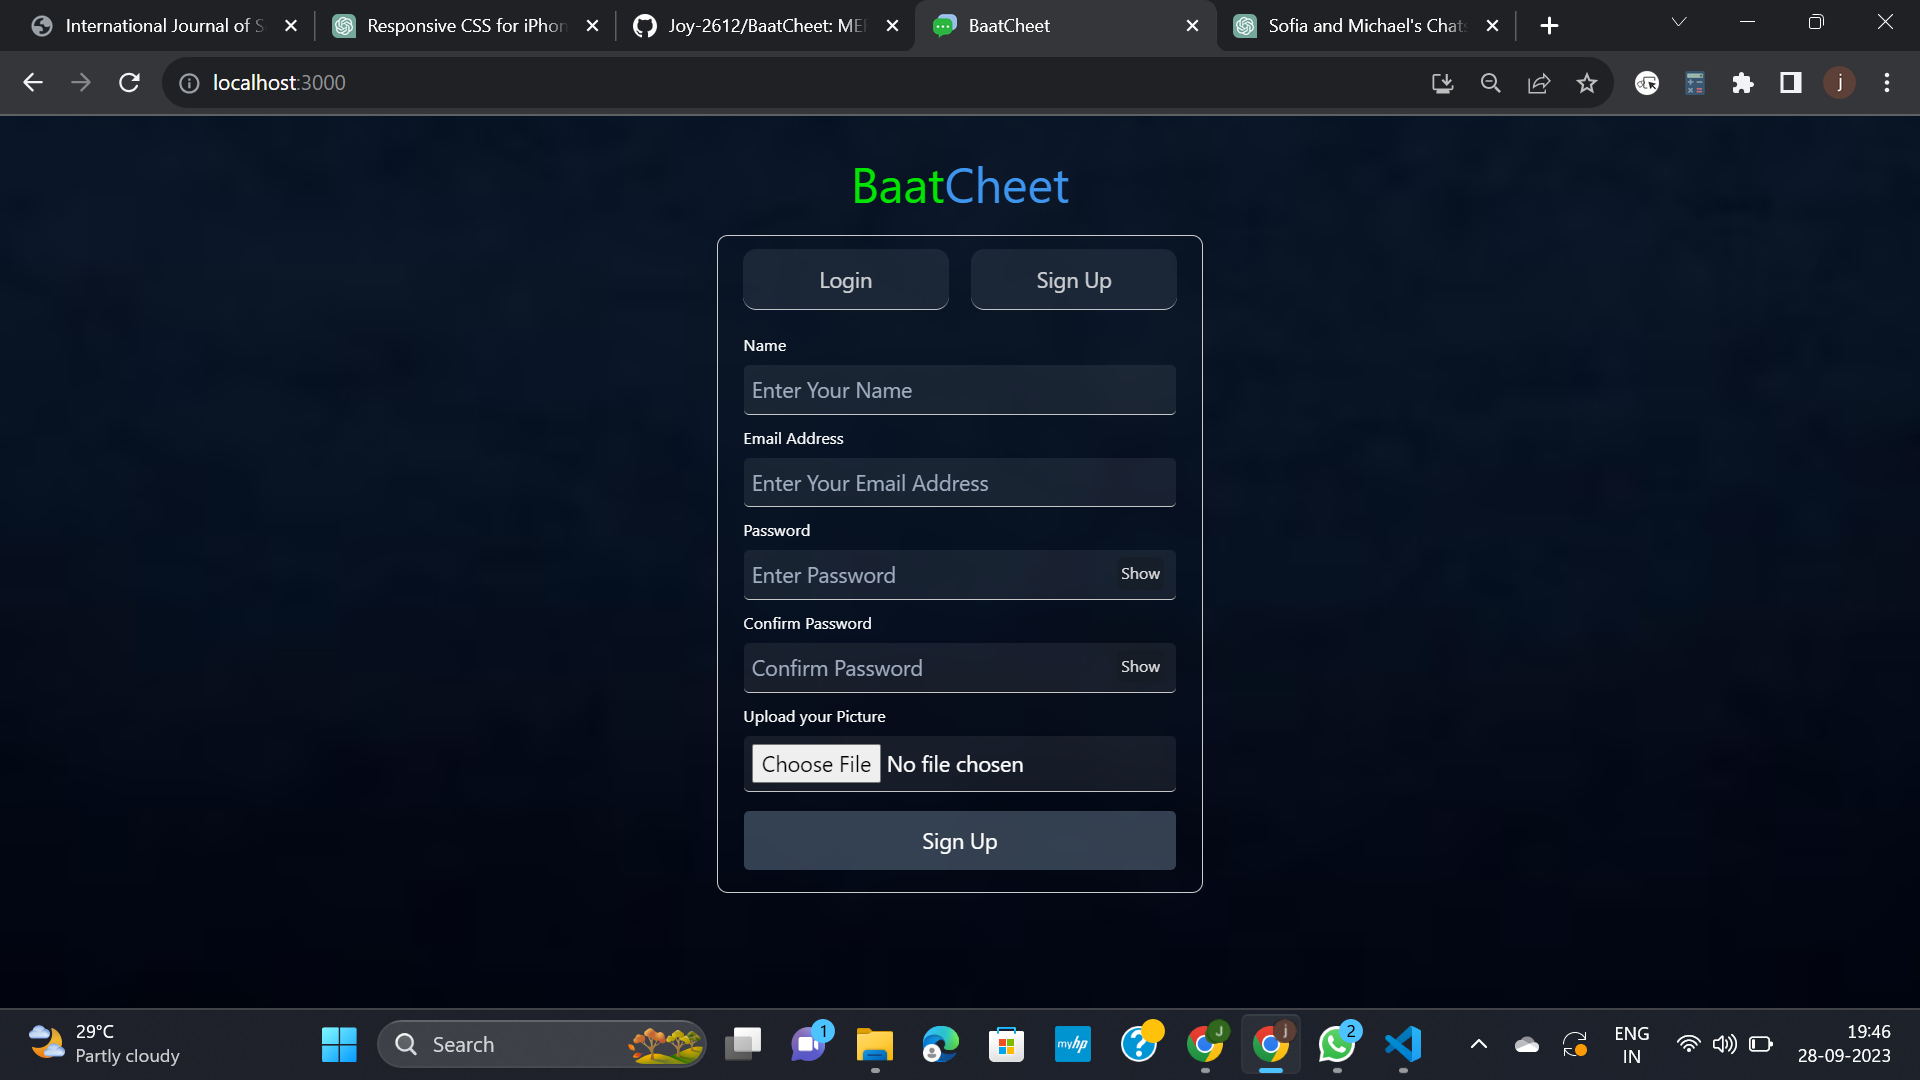 International Journal of S
Responsive CSS for iPhon
Joy-2612/BaatCheet: ME
BaatCheet
Sofia and Michael's Chats
localhost:3000
j
BaatCheet
Login
Sign Up
Name
Enter Your Name
Email Address
Enter Your Email Address
Password
Enter Password
Show
Confirm Password
Confirm Password
Show
Upload your Picture
Choose File
No file chosen
Sign Up
29°C
Partly cloudy
Search
1
myhp
?
J
j
2
ENG
IN
19:46
28-09-2023